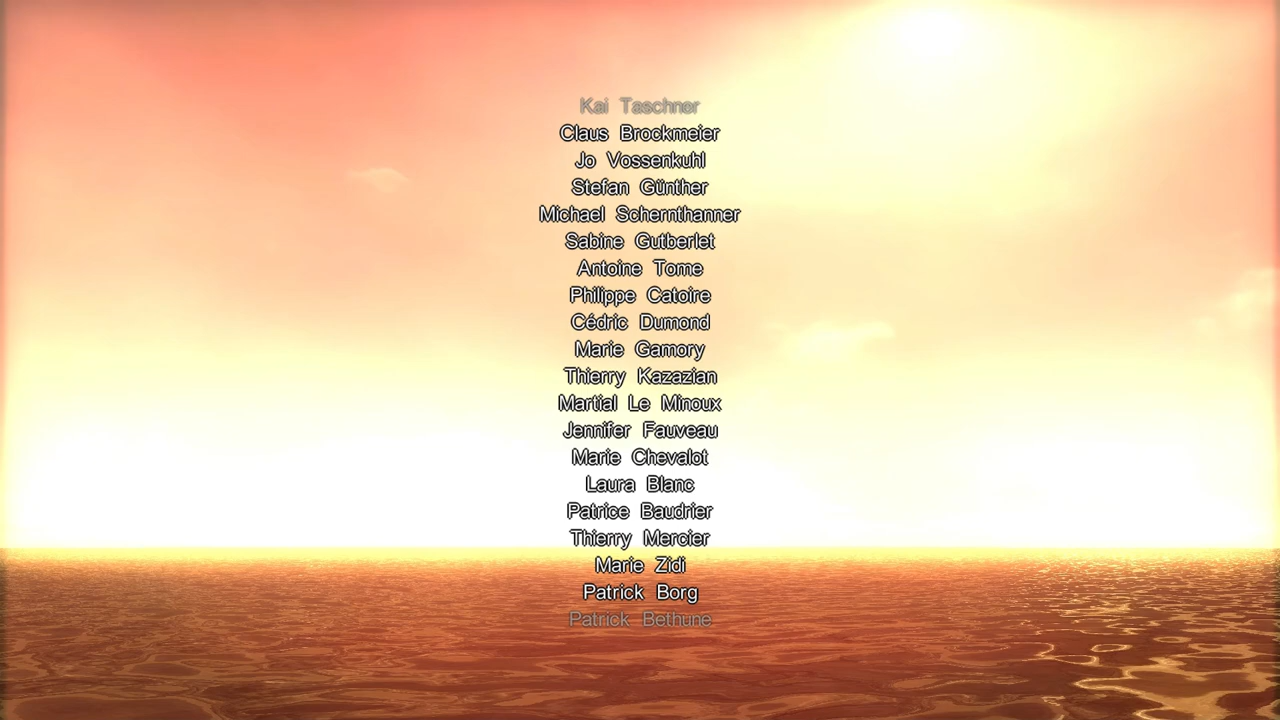 Kai Taschner
Claus Brockmeier
Jo Vossenkuhl
Stefan Günther
Michael Schernthanner
Sabine Gutberlet
Antoine Tome
Philippe Catoire
Cédric Dumond
Marie Gamory
Thierry Kazazian
Martial Le Minoux
Jennifer Fauveau
Marie Chevalot
Laura Blanc
Patrice Baudrier
Thierry Mercier
Marie Zidi
Patrick Borg
Patrick Bethune